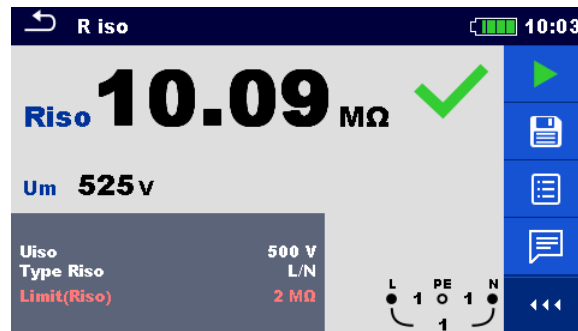 R iso 10:03
Riso 10.09 MΩ
Um 525 V
Uiso 500 V
Type Riso L/N
Limit(Riso) 2 MΩ
L PE N
1 1
1